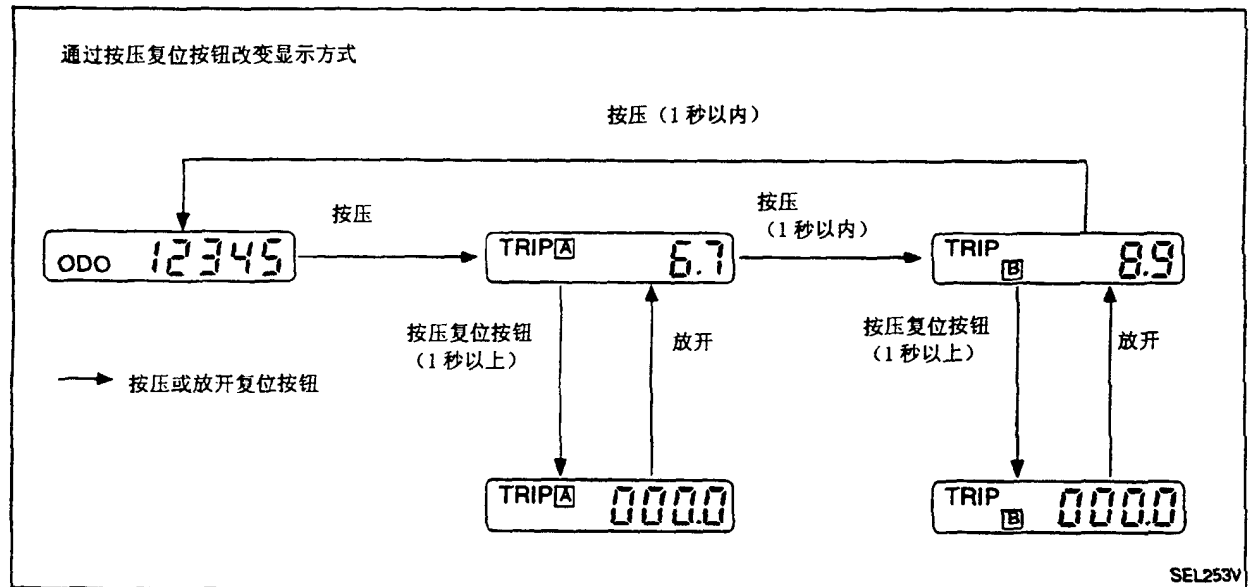 通过按压复位按钮改变显示方式
按压（1秒以内）
按压
按压
（1秒以内）
ODO 12345
TRIP A 6.7
TRIP B 8.9
按压复位按钮
（1秒以上）
放开
按压复位按钮
（1秒以上）
放开
按压或放开复位按钮
TRIP A 000.0
TRIP B 000.0
SEL253V